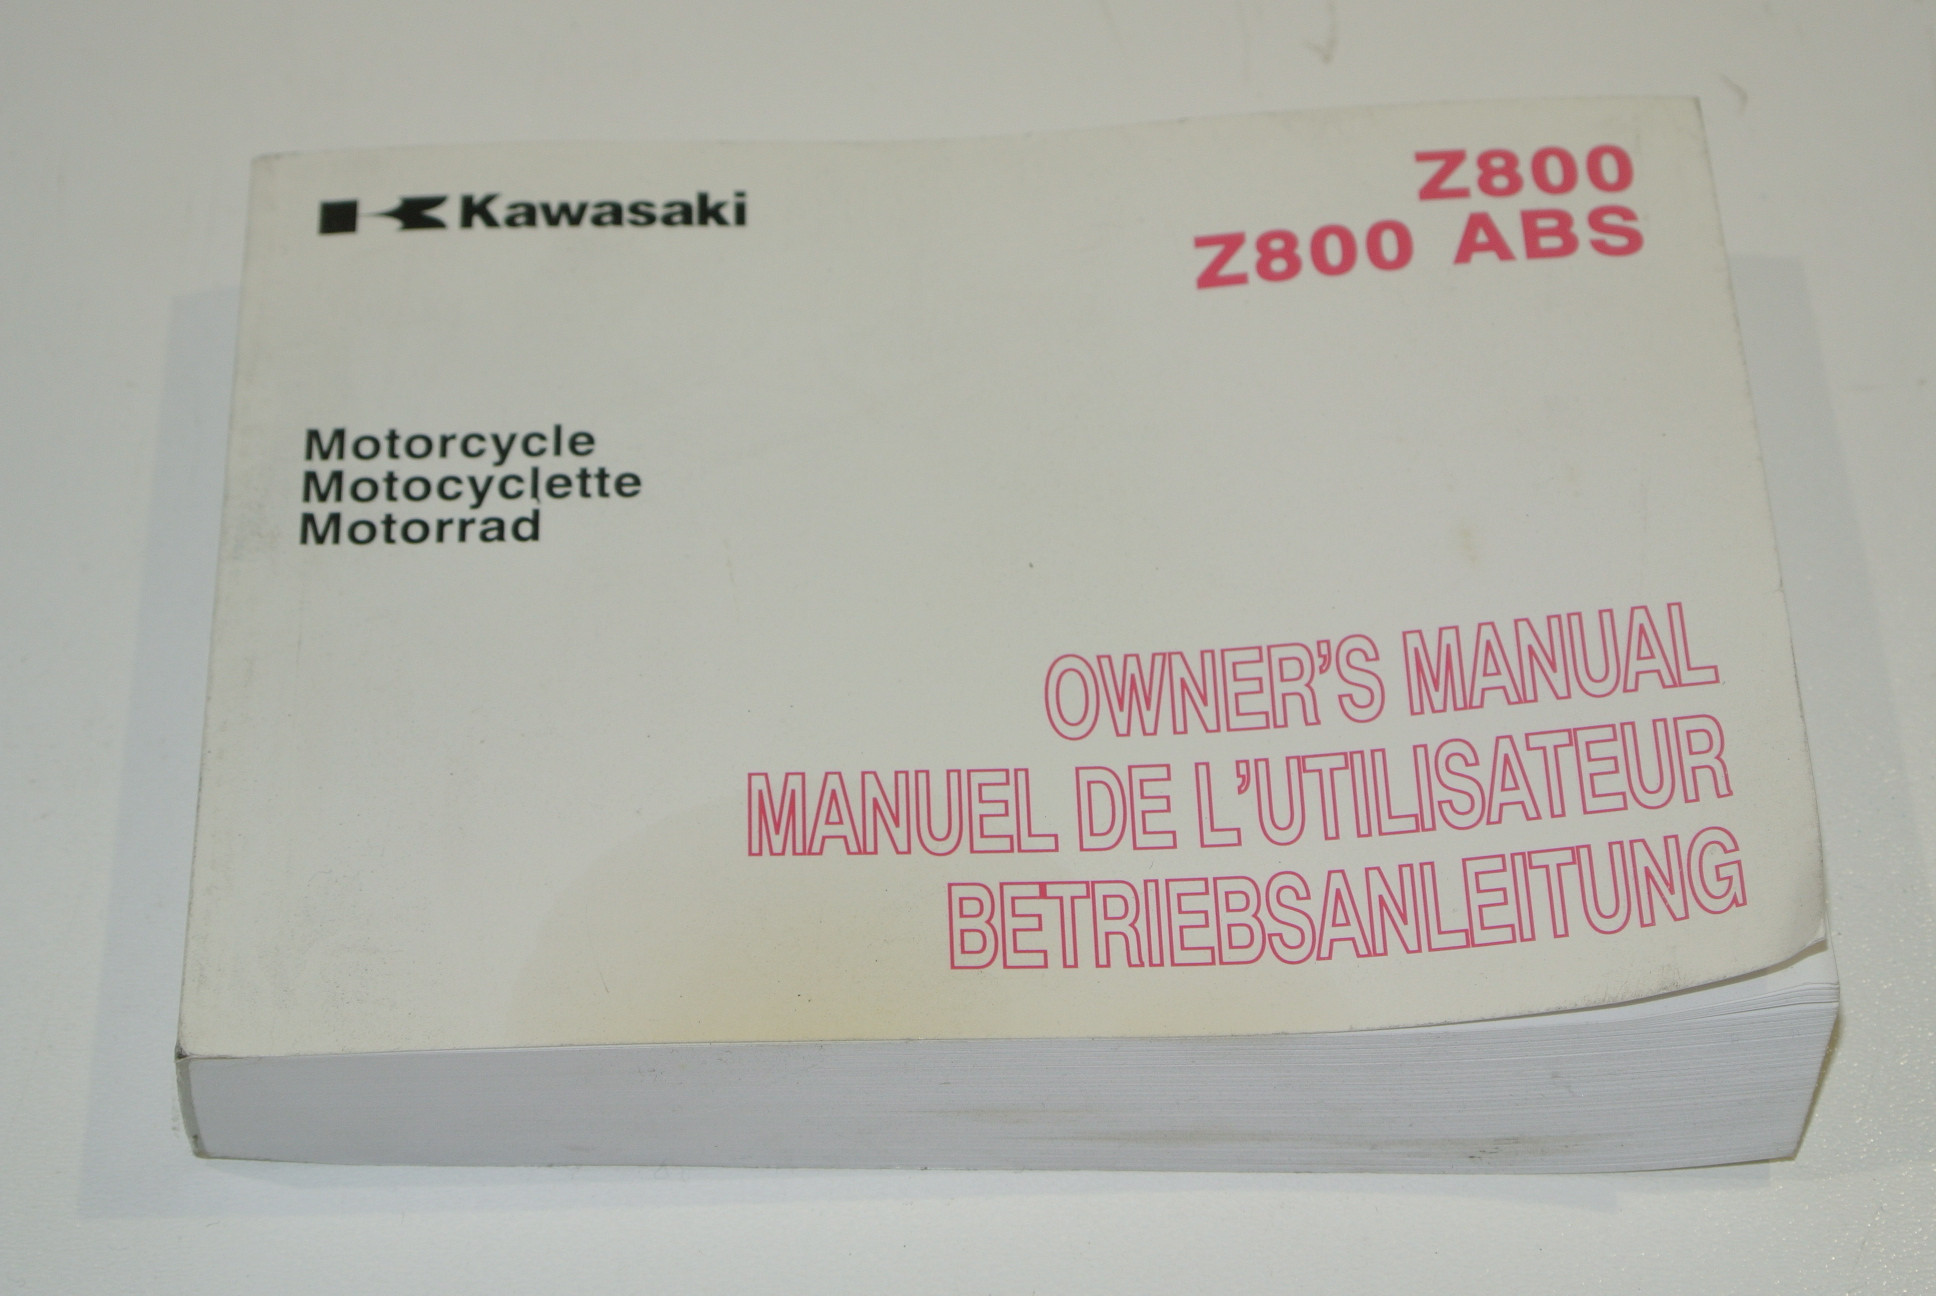 Kawasaki
Z800
Z800 ABS
Motorcycle
Motocyclette
Motorrad
OWNER'S MANUAL
MANUEL DE L'UTILISATEUR
BETRIEBSANLEITUNG